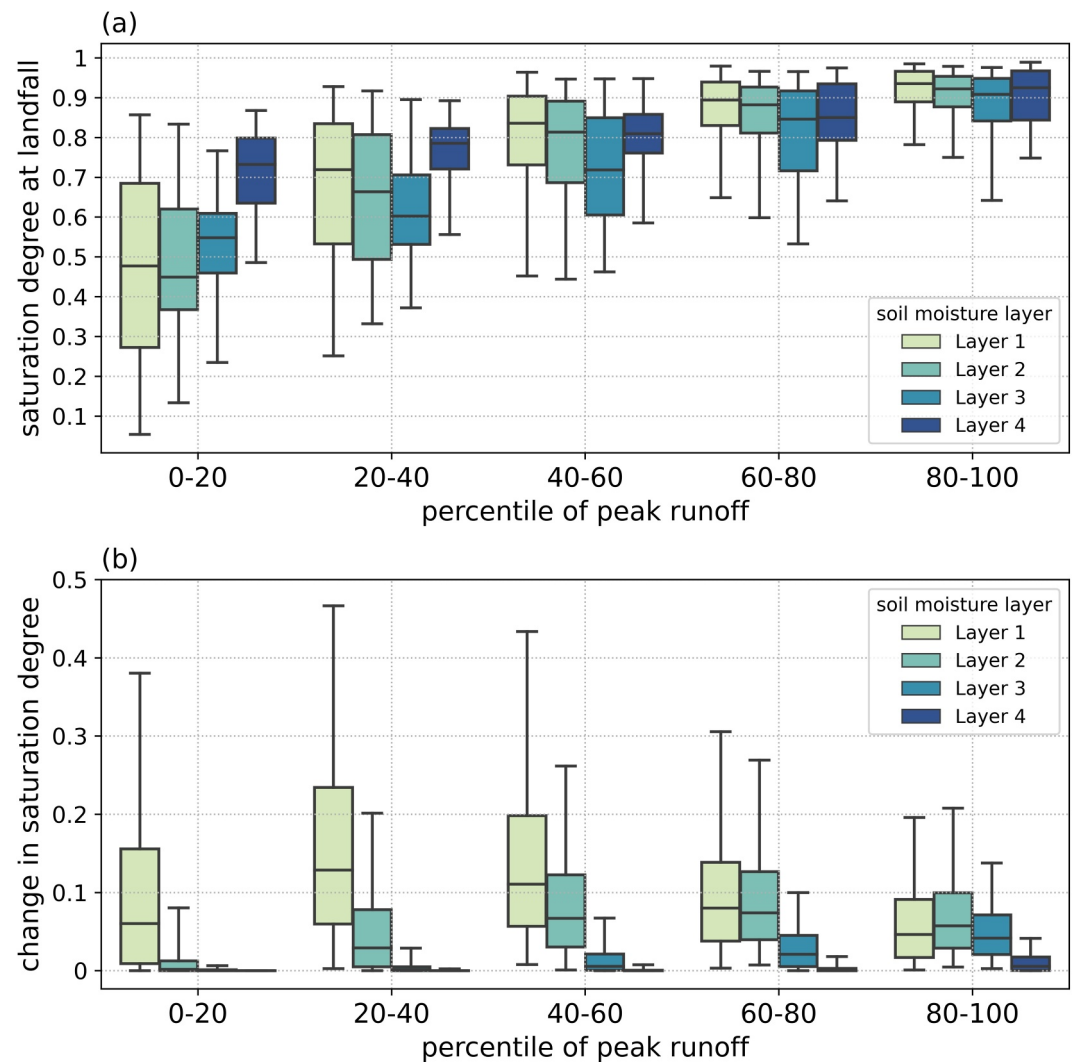 (a)
saturation degree at landfall
1
0.9
0.8
0.7
0.6
0.5
0.4
0.3
0.2
0.1
soil moisture layer
Layer 1
Layer 2
Layer 3
Layer 4
0-20 20-40 40-60 60-80 80-100
percentile of peak runoff
(b)
change in saturation degree
0.5
0.4
0.3
0.2
0.1
0
soil moisture layer
Layer 1
Layer 2
Layer 3
Layer 4
0-20 20-40 40-60 60-80 80-100
percentile of peak runoff